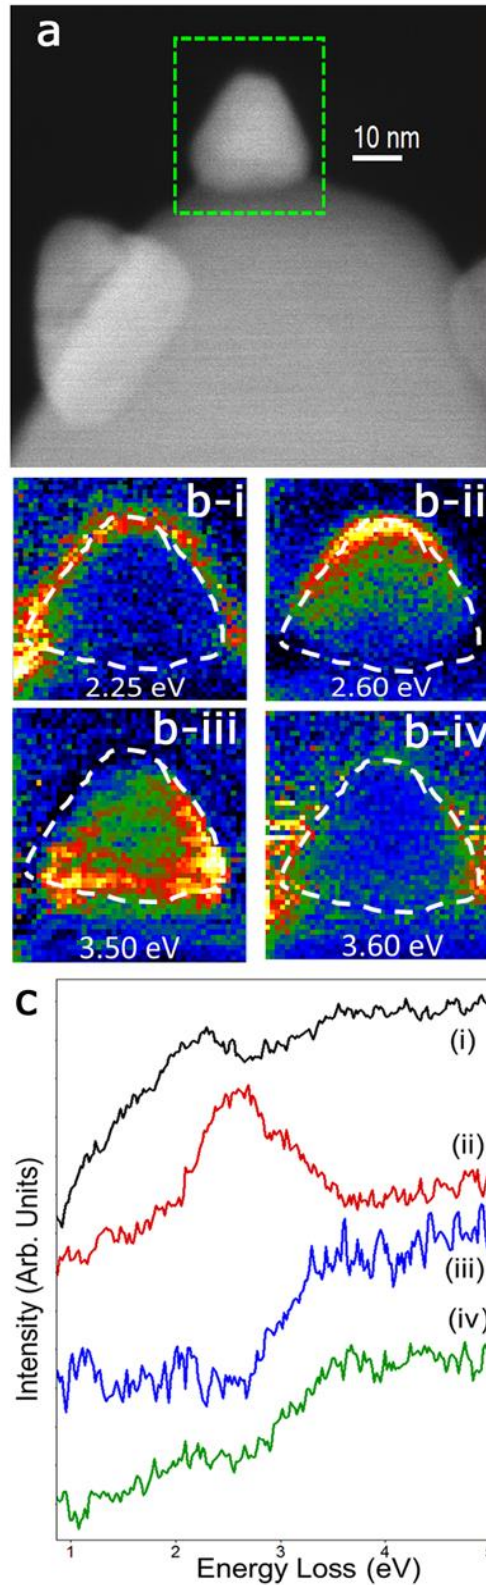 a
10 nm
b-i
2.25 eV
b-ii
2.60 eV
b-iii
3.50 eV
b-iv
3.60 eV
c
(i)
(ii)
(iii)
(iv)
Intensity (Arb. Units)
1 2 3 4 5
Energy Loss (eV)